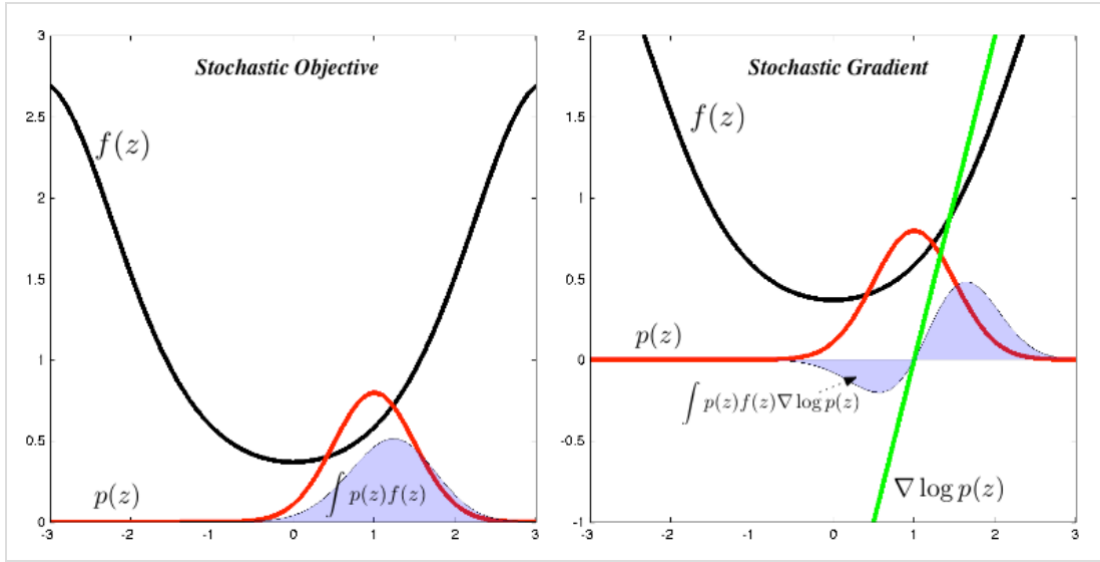 Stochastic Objective
3
2.5
2
1.5
1
0.5
0
f(z)
p(z)
∫ p(z)f(z)
-3 -2 -1 0 1 2 3
Stochastic Gradient
2
1.5
1
0.5
0
-0.5
-1
f(z)
p(z)
∫ p(z)f(z)∇ log p(z)
∇ log p(z)
-3 -2 -1 0 1 2 3